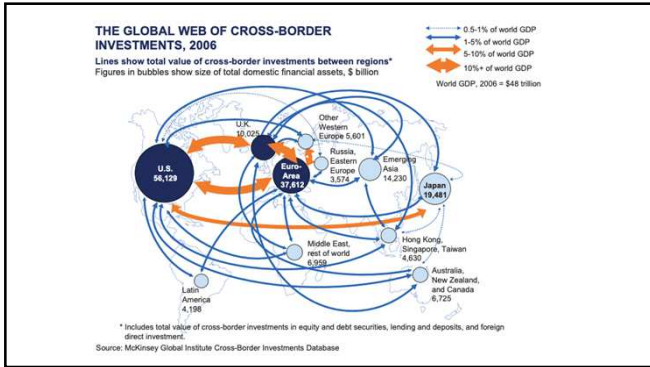 THE GLOBAL WEB OF CROSS-BORDER
INVESTMENTS, 2006
Lines show total value of cross-border investments between regions*
Figures in bubbles show size of total domestic financial assets, $ billion
0.5-1% of world GDP
1-5% of world GDP
5-10% of world GDP
10%+ of world GDP
World GDP, 2006 = $48 trillion
U.K.
10,025
Other
Western
Europe 5,601
Russia,
Eastern
Europe
3,574
Emerging
Asia
14,230
U.S.
56,129
Euro-
Area
37,612
Japan
19,481
Hong Kong,
Singapore, Taiwan
4,630
Middle East,
rest of world
6,959
Latin
America
4,198
Australia,
New Zealand,
and Canada
6,725
* Includes total value of cross-border investments in equity and debt securities, lending and deposits, and foreign
direct investment.
Source: McKinsey Global Institute Cross-Border Investments Database